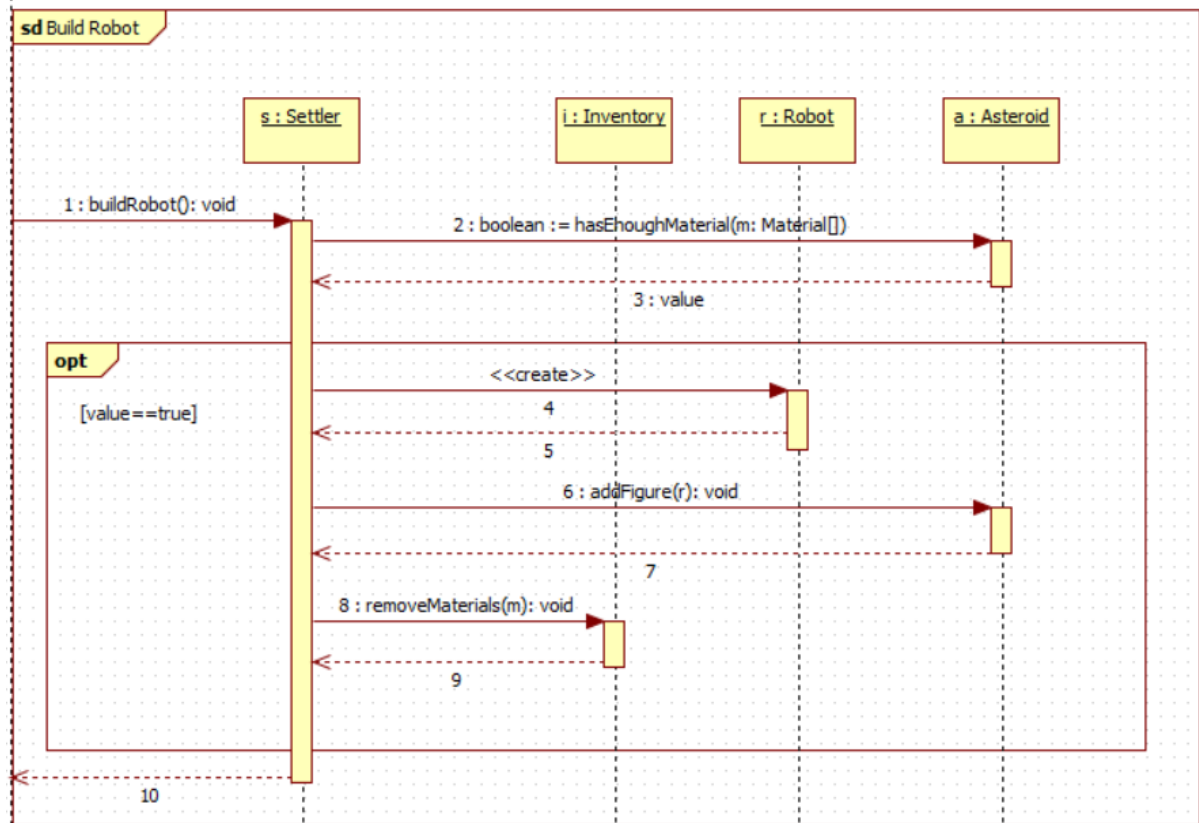 sd Build Robot
s : Settler
i : Inventory
r : Robot
a : Asteroid
1 : buildRobot(): void
2 : boolean := hasEhoughMaterial(m: Material[])
3 : value
opt
<<create>>
[value==true]
4
5
6 : addFigure(r): void
7
8 : removeMaterials(m): void
9
10